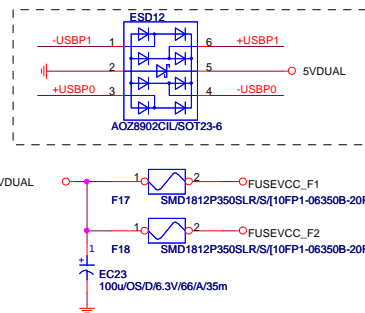 ESD12
-USBP1 1 6 +USBP1
2 5 5VDUAL
+USBP0 3 4 -USBP0
AOZ8902CIL/SOT23-6
VDUAL 1 2 FUSEVCC_F1
F17 SMD1812P350SLR/S/[10FP1-06350B-20
1 2 FUSEVCC_F2
F18 SMD1812P350SLR/S/[10FP1-06350B-20
1
+
EC23
100u/OS/D/6.3V/66/A/35m